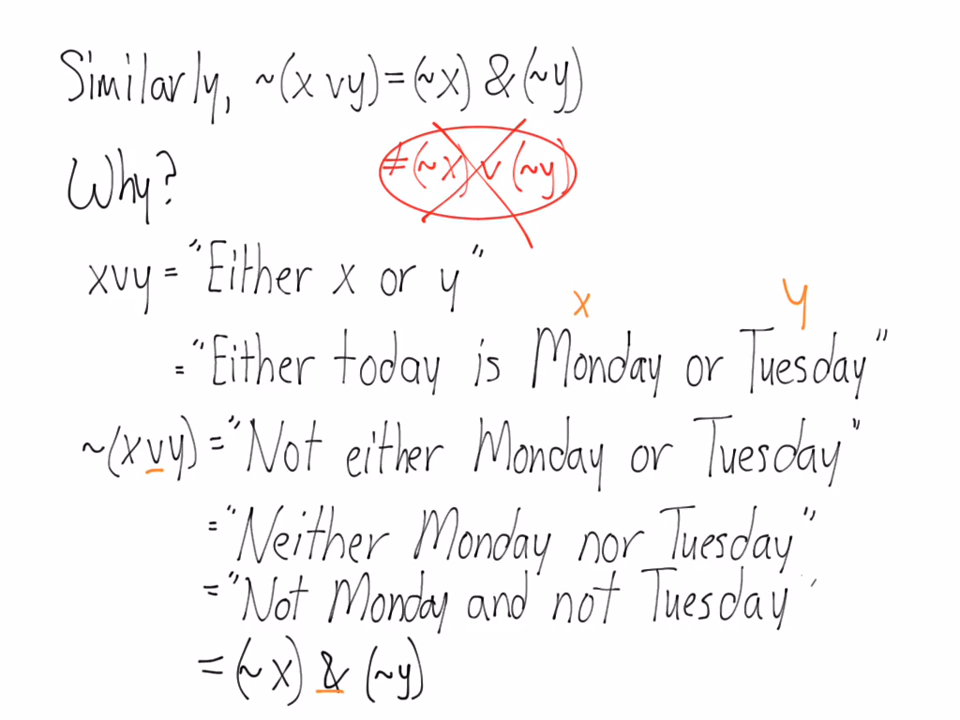 Similarly, ~(x v y) = (~x) & (~y)
≠ (~x) v (~y)
Why?
x v y = "Either x or y"
x y
= "Either today is Monday or Tuesday"
~(x v y) = "Not either Monday or Tuesday"
= "Neither Monday nor Tuesday"
= "Not Monday and not Tuesday"
= (~x) & (~y)